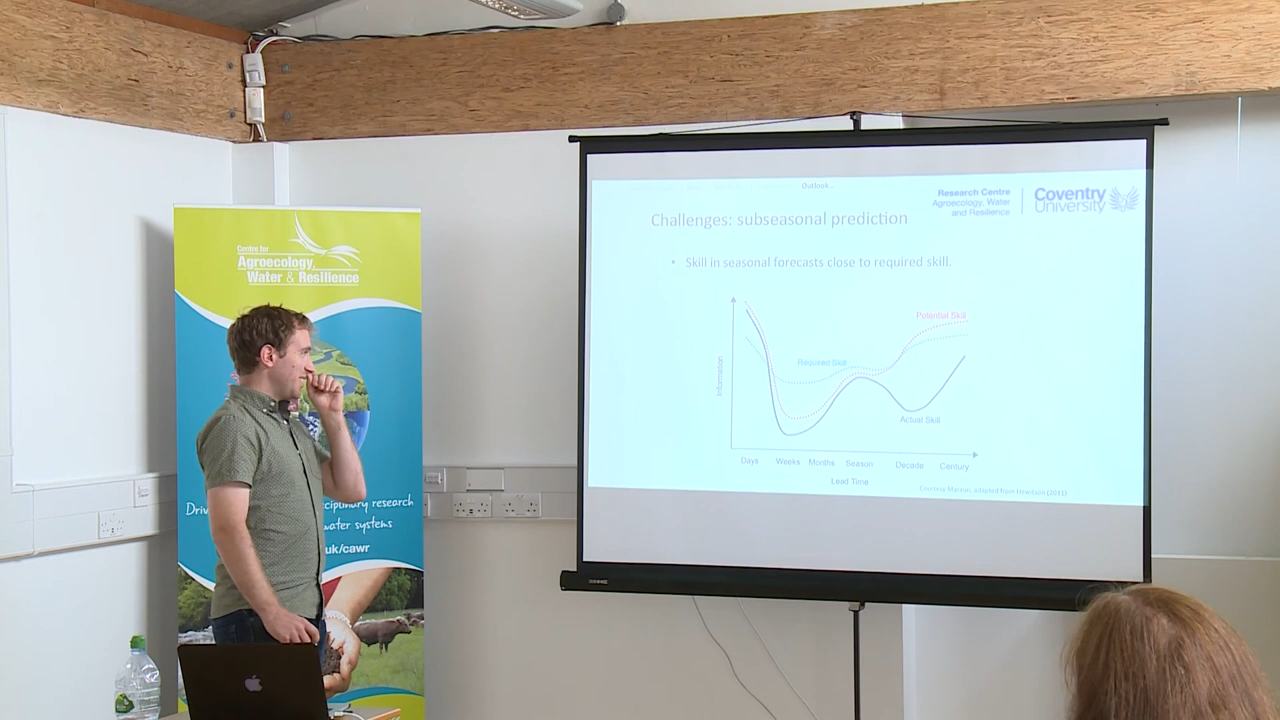 Centre for
Agroecology,
Water & Resilience
ciplinary research
water systems
uk/cawr
Outlook...
Research Centre
Agroecology, Water
and Resilience
Coventry
University
Challenges: subseasonal prediction
• Skill in seasonal forecasts close to required skill.
Potential Skill
Required Skill
Information
Actual Skill
Days Weeks Months Season Decade Century
Lead Time